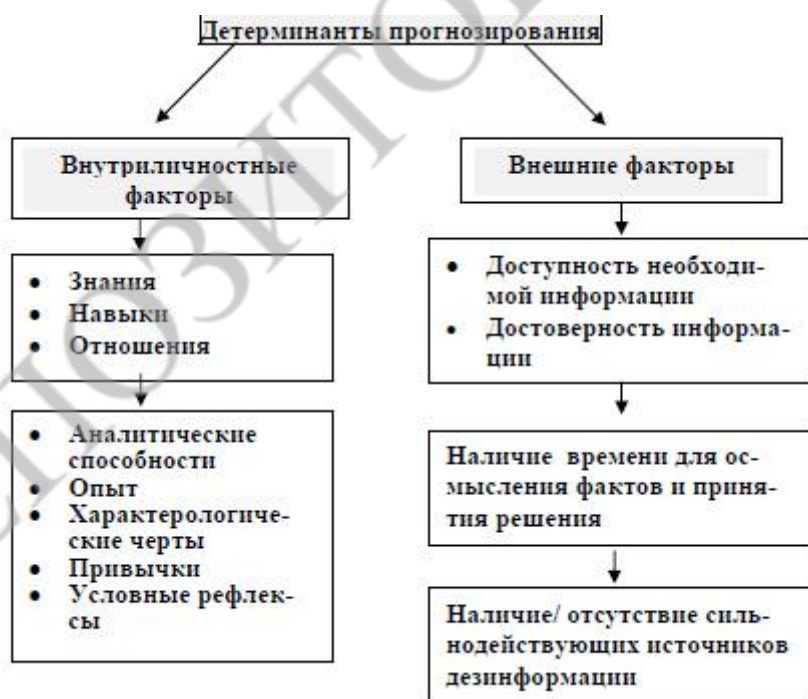 Детерминанты прогнозирования
Внутриличностные
факторы
• Знания
• Навыки
• Отношения
• Аналитические
способности
• Опыт
• Характерологиче-
ские черты
• Привычки
• Условные рефлек-
сы
Внешние факторы
• Доступность необходи-
мой информации
• Достоверность информа-
ции
Наличие времени для ос-
мысления фактов и приня-
тия решения
Наличие/ отсутствие силь-
нодействующих источников
дезинформации